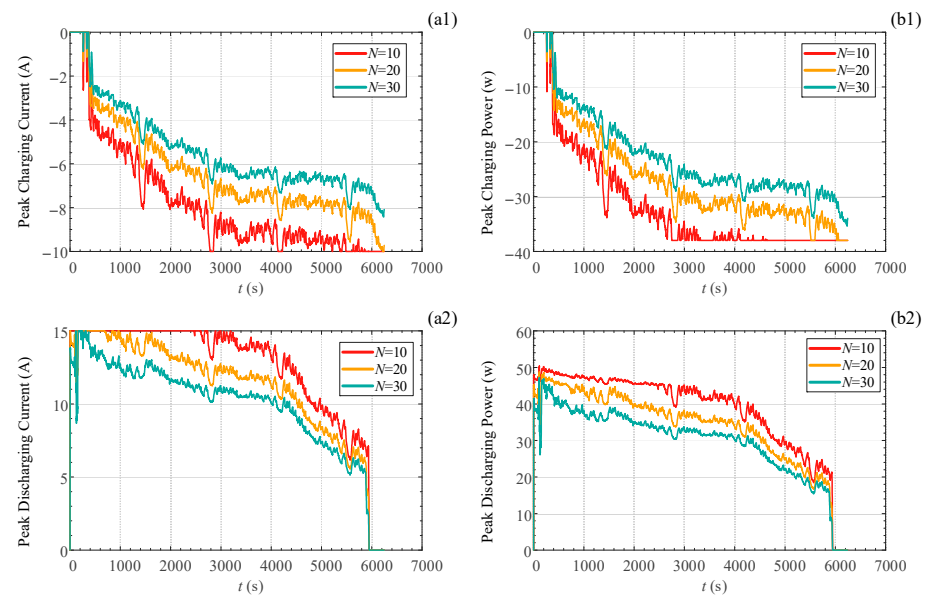 (a1)
Peak Charging Current (A)
0
−2
−4
−6
−8
−10
N=10
N=20
N=30
0 1000 2000 3000 4000 5000 6000 7000
t (s)
(b1)
Peak Charging Power (w)
0
−10
−20
−30
−40
N=10
N=20
N=30
0 1000 2000 3000 4000 5000 6000 7000
t (s)
(a2)
Peak Discharging Current (A)
15
10
5
0
N=10
N=20
N=30
0 1000 2000 3000 4000 5000 6000 7000
t (s)
(b2)
Peak Discharging Power (w)
60
50
40
30
20
10
0
N=10
N=20
N=30
0 1000 2000 3000 4000 5000 6000 7000
t (s)